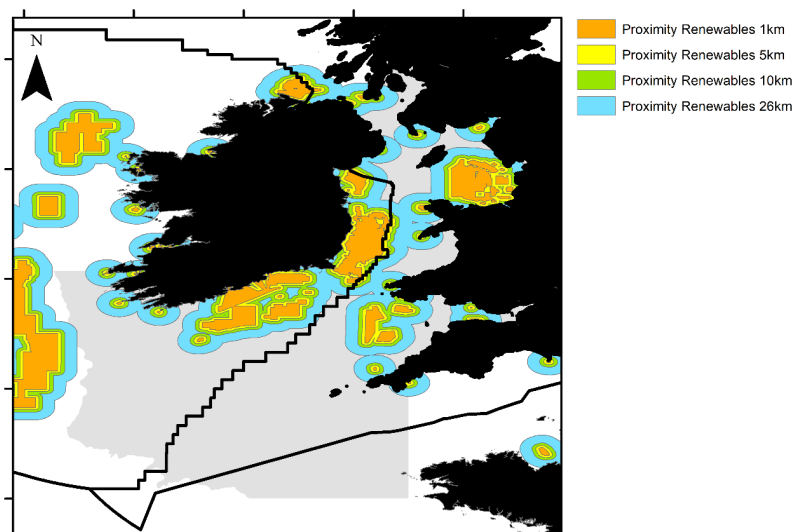 N
Proximity Renewables 1km
Proximity Renewables 5km
Proximity Renewables 10km
Proximity Renewables 26km